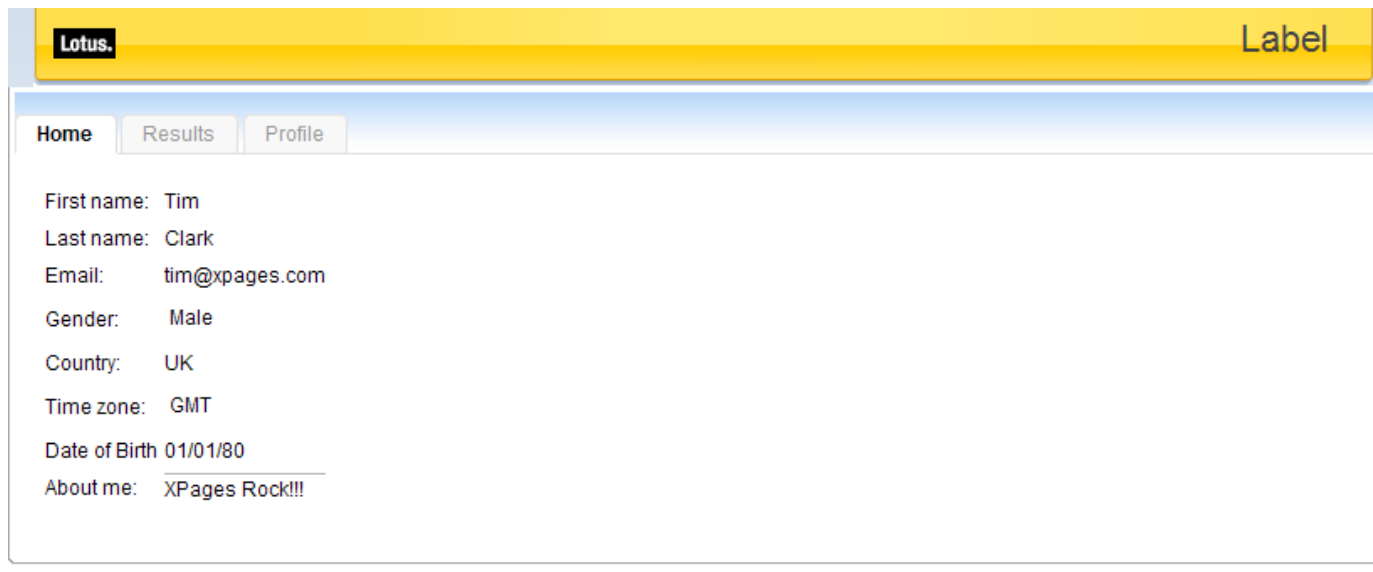 Lotus.
Label
Home Results Profile
First name: Tim
Last name: Clark
Email: tim@xpages.com
Gender: Male
Country: UK
Time zone: GMT
Date of Birth 01/01/80
About me: XPages Rock!!!